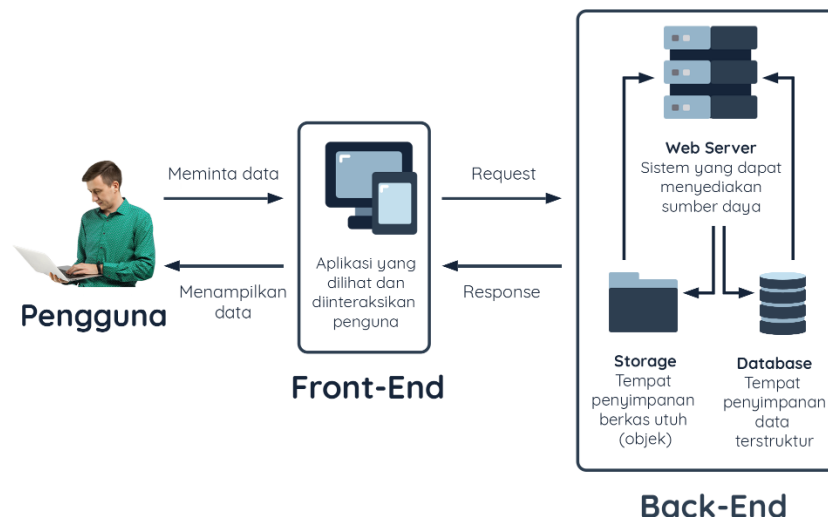 Meminta data
Menampilkan
data
Pengguna
Aplikasi yang
dilihat dan
diinteraksikan
penguna
Front-End
Request
Response
Web Server
Sistem yang dapat
menyediakan
sumber daya
Storage
Tempat
penyimpanan
berkas utuh
(objek)
Database
Tempat
penyimpanan
data
terstruktur
Back-End